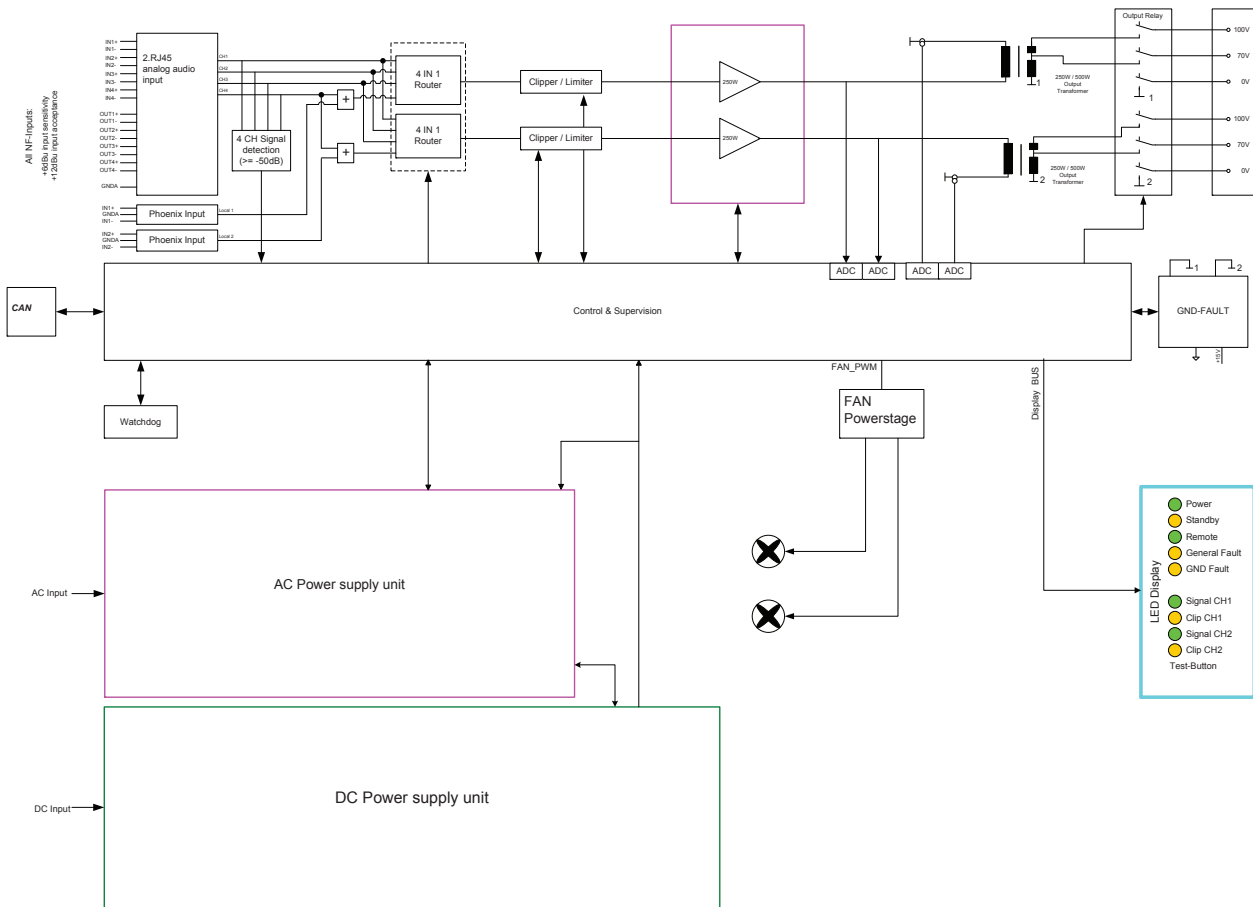 All NF-Inputs:
+6dBu input sensitivity
+12dBu input acceptance
IN1+
IN1-
IN2+
IN2-
IN3+
IN3-
IN4+
IN4-
OUT1+
OUT1-
OUT2+
OUT2-
OUT3+
OUT3-
OUT4+
OUT4-
GNDA
2.RJ45
analog audio
input
CH1
CH2
CH3
CH4
4 CH Signal
detection
(>= -50dB)
IN1+
GNDA
IN1-
Phoenix Input
Local 1
IN2+
GNDA
IN2-
Phoenix Input
Local 2
+
+
4 IN 1
Router
4 IN 1
Router
Clipper / Limiter
Clipper / Limiter
250W
250W
1
250W / 500W
Output
Transformer
2
250W / 500W
Output
Transformer
Output Relay
1
2
100V
70V
0V
100V
70V
0V
ADC
ADC
ADC
ADC
CAN
Control & Supervision
1
2
GND-FAULT
+15V
Watchdog
FAN_PWM
FAN
Powerstage
Display BUS
AC Input
AC Power supply unit
DC Input
DC Power supply unit
LED Display
Power
Standby
Remote
General Fault
GND Fault
Signal CH1
Clip CH1
Signal CH2
Clip CH2
Test-Button